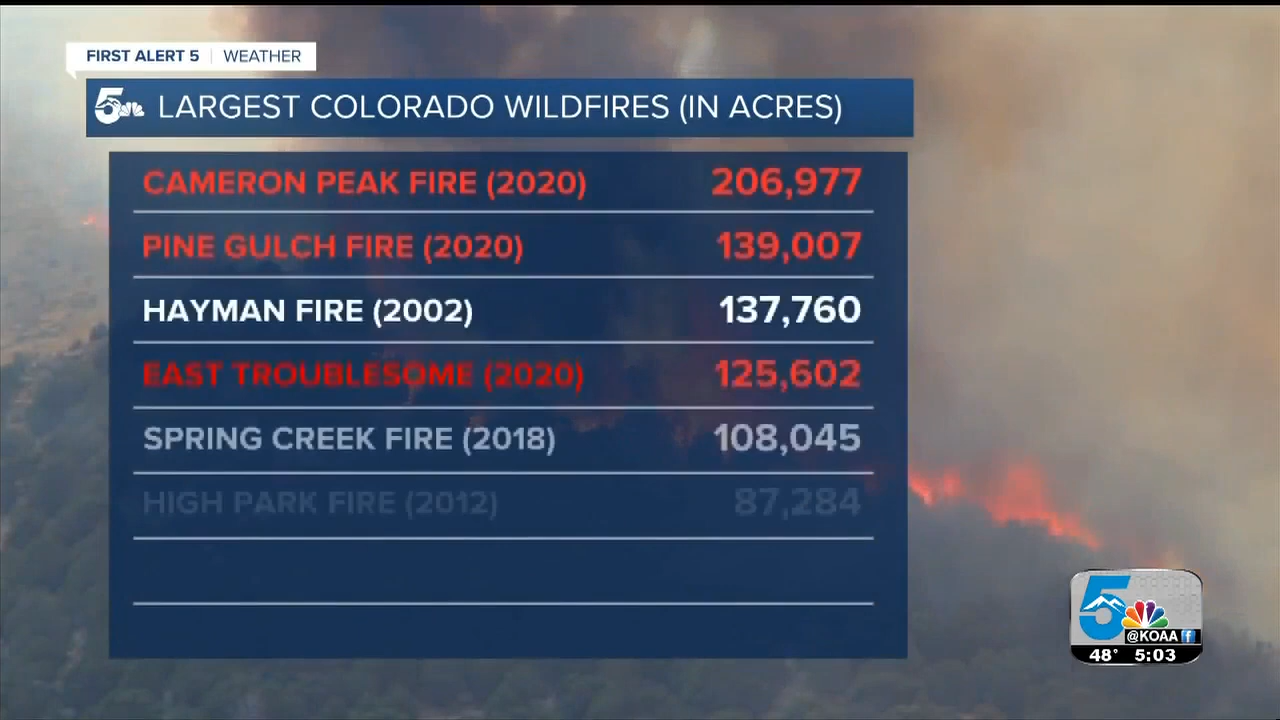 FIRST ALERT 5 | WEATHER
5 LARGEST COLORADO WILDFIRES (IN ACRES)
CAMERON PEAK FIRE (2020) 206,977
PINE GULCH FIRE (2020) 139,007
HAYMAN FIRE (2002) 137,760
EAST TROUBLESOME (2020) 125,602
SPRING CREEK FIRE (2018) 108,045
HIGH PARK FIRE (2012) 87,284
5
@KOAA f
48° 5:03